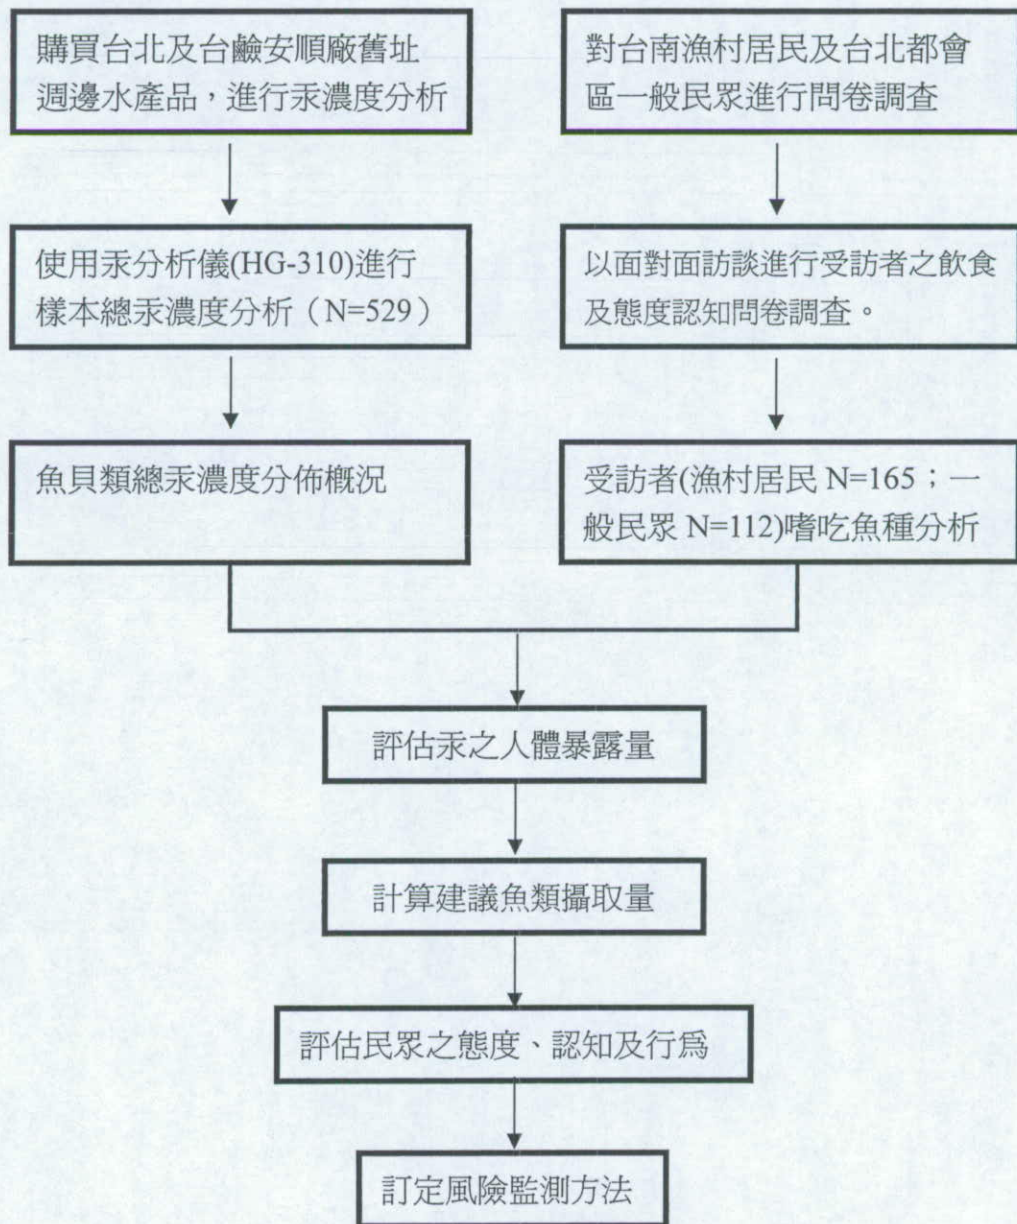 購買台北及台鹼安順廠舊址
週邊水產品，進行汞濃度分析
對台南漁村居民及台北都會
區一般民眾進行問卷調查
使用汞分析儀(HG-310)進行
樣本總汞濃度分析（N=529）
以面對面訪談進行受訪者之飲食
及態度認知問卷調查。
魚貝類總汞濃度分佈概況
受訪者(漁村居民 N=165；一
般民眾 N=112)嗜吃魚種分析
評估汞之人體暴露量
計算建議魚類攝取量
評估民眾之態度、認知及行為
訂定風險監測方法